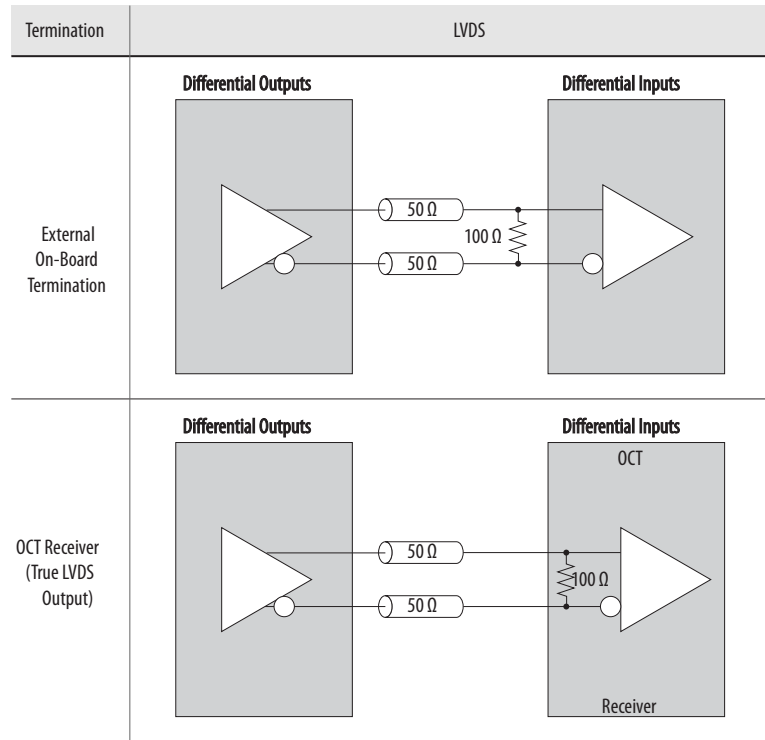 Termination
LVDS
Differential Outputs
Differential Inputs
External
On-Board
Termination
50 Ω
100 Ω
50 Ω
Differential Outputs
Differential Inputs
OCT
OCT Receiver
(True LVDS
Output)
50 Ω
100 Ω
50 Ω
Receiver